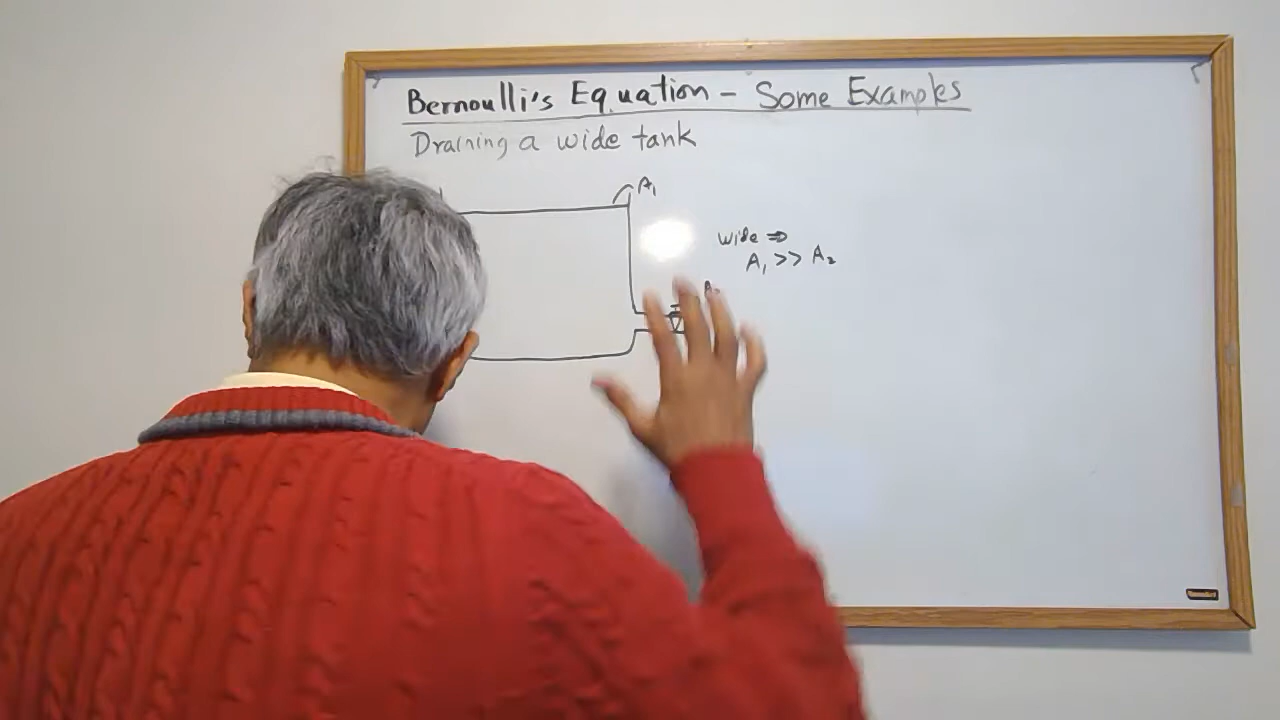 Bernoulli's Equation - Some Examples
Draining a wide tank
A₁
wide ⇒
A₁ >> A₂